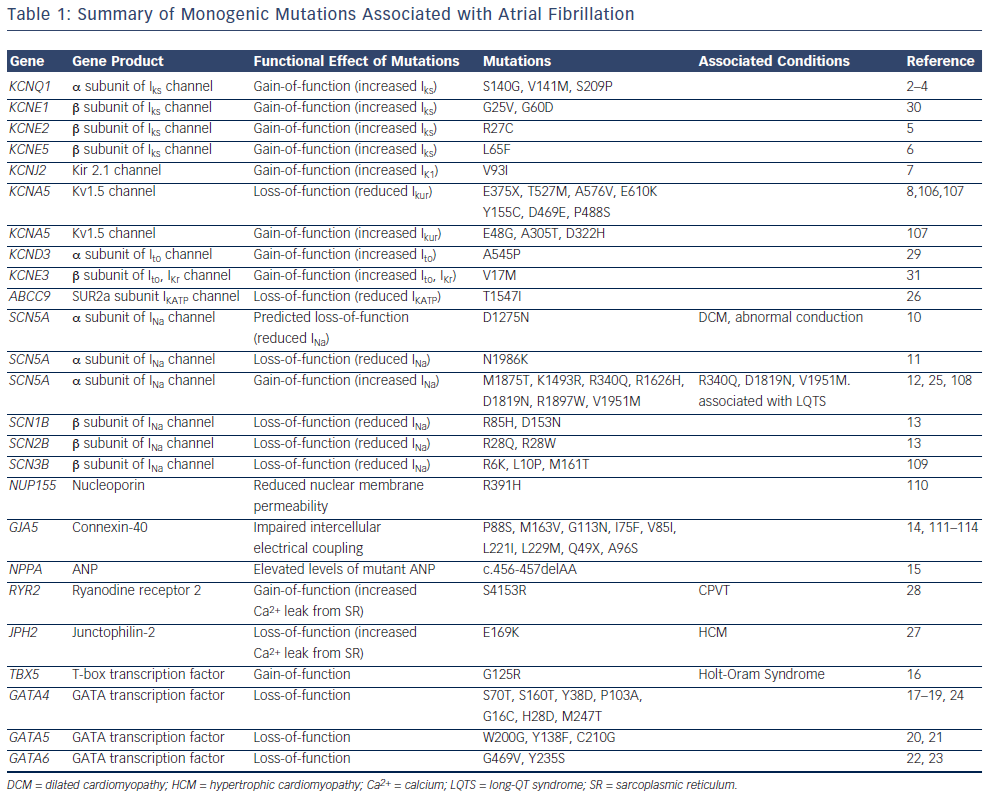 Table 1: Summary of Monogenic Mutations Associated with Atrial Fibrillation
Gene Gene Product Functional Effect of Mutations Mutations Associated Conditions Reference
KCNQ1 α subunit of Iks channel Gain-of-function (increased Iks) S140G, V141M, S209P 2–4
KCNE1 β subunit of Iks channel Gain-of-function (increased Iks) G25V, G60D 30
KCNE2 β subunit of Iks channel Gain-of-function (increased Iks) R27C 5
KCNE5 β subunit of Iks channel Gain-of-function (increased Iks) L65F 6
KCNJ2 Kir 2.1 channel Gain-of-function (increased IK1) V93I 7
KCNA5 Kv1.5 channel Loss-of-function (reduced Ikur) E375X, T527M, A576V, E610K 8,106,107
Y155C, D469E, P488S
KCNA5 Kv1.5 channel Gain-of-function (increased Ikur) E48G, A305T, D322H 107
KCND3 α subunit of Ito channel Gain-of-function (increased Ito) A545P 29
KCNE3 β subunit of Ito, IKr channel Gain-of-function (increased Ito, IKr) V17M 31
ABCC9 SUR2a subunit IKATP channel Loss-of-function (reduced IKATP) T1547I 26
SCN5A α subunit of INa channel Predicted loss-of-function D1275N DCM, abnormal conduction 10
(reduced INa)
SCN5A α subunit of INa channel Loss-of-function (reduced INa) N1986K 11
SCN5A α subunit of INa channel Gain-of-function (increased INa) M1875T, K1493R, R340Q, R1626H, R340Q, D1819N, V1951M. 12, 25, 108
D1819N, R1897W, V1951M associated with LQTS
SCN1B β subunit of INa channel Loss-of-function (reduced INa) R85H, D153N 13
SCN2B β subunit of INa channel Loss-of-function (reduced INa) R28Q, R28W 13
SCN3B β subunit of INa channel Loss-of-function (reduced INa) R6K, L10P, M161T 109
NUP155 Nucleoporin Reduced nuclear membrane R391H 110
permeability
GJA5 Connexin-40 Impaired intercellular P88S, M163V, G113N, I75F, V85I, 14, 111–114
electrical coupling L221I, L229M, Q49X, A96S
NPPA ANP Elevated levels of mutant ANP c.456-457delAA 15
RYR2 Ryanodine receptor 2 Gain-of-function (increased S4153R CPVT 28
Ca2+ leak from SR)
JPH2 Junctophilin-2 Loss-of-function (increased E169K HCM 27
Ca2+ leak from SR)
TBX5 T-box transcription factor Gain-of-function G125R Holt-Oram Syndrome 16
GATA4 GATA transcription factor Loss-of-function S70T, S160T, Y38D, P103A, 17–19, 24
G16C, H28D, M247T
GATA5 GATA transcription factor Loss-of-function W200G, Y138F, C210G 20, 21
GATA6 GATA transcription factor Loss-of-function G469V, Y235S 22, 23
DCM = dilated cardiomyopathy; HCM = hypertrophic cardiomyopathy; Ca2+ = calcium; LQTS = long-QT syndrome; SR = sarcoplasmic reticulum.